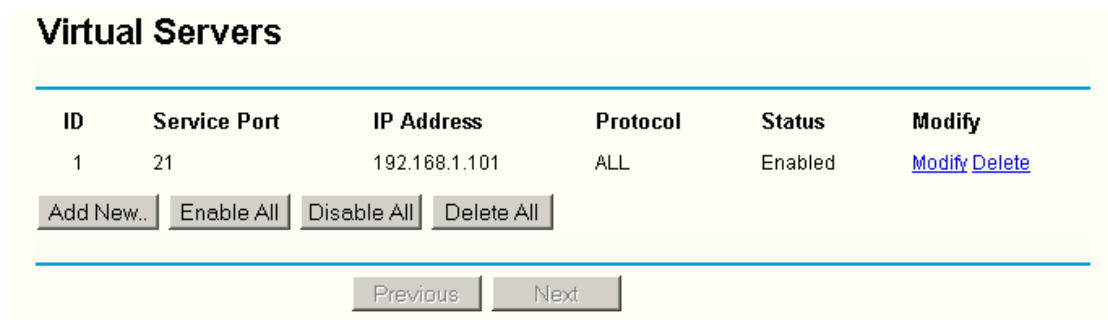 Virtual Servers
ID Service Port IP Address Protocol Status Modify
1 21 192.168.1.101 ALL Enabled Modify Delete
Add New.. Enable All Disable All Delete All
Previous Next